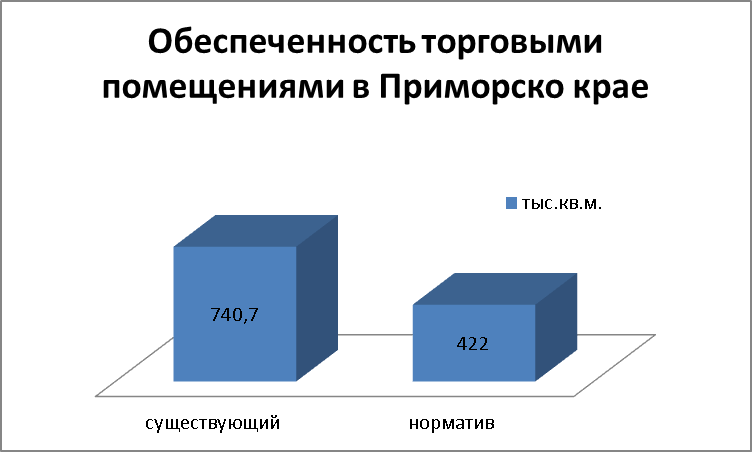 Обеспеченность торговыми
помещениями в Приморско крае
тыс.кв.м.
740,7
422
существующий
норматив